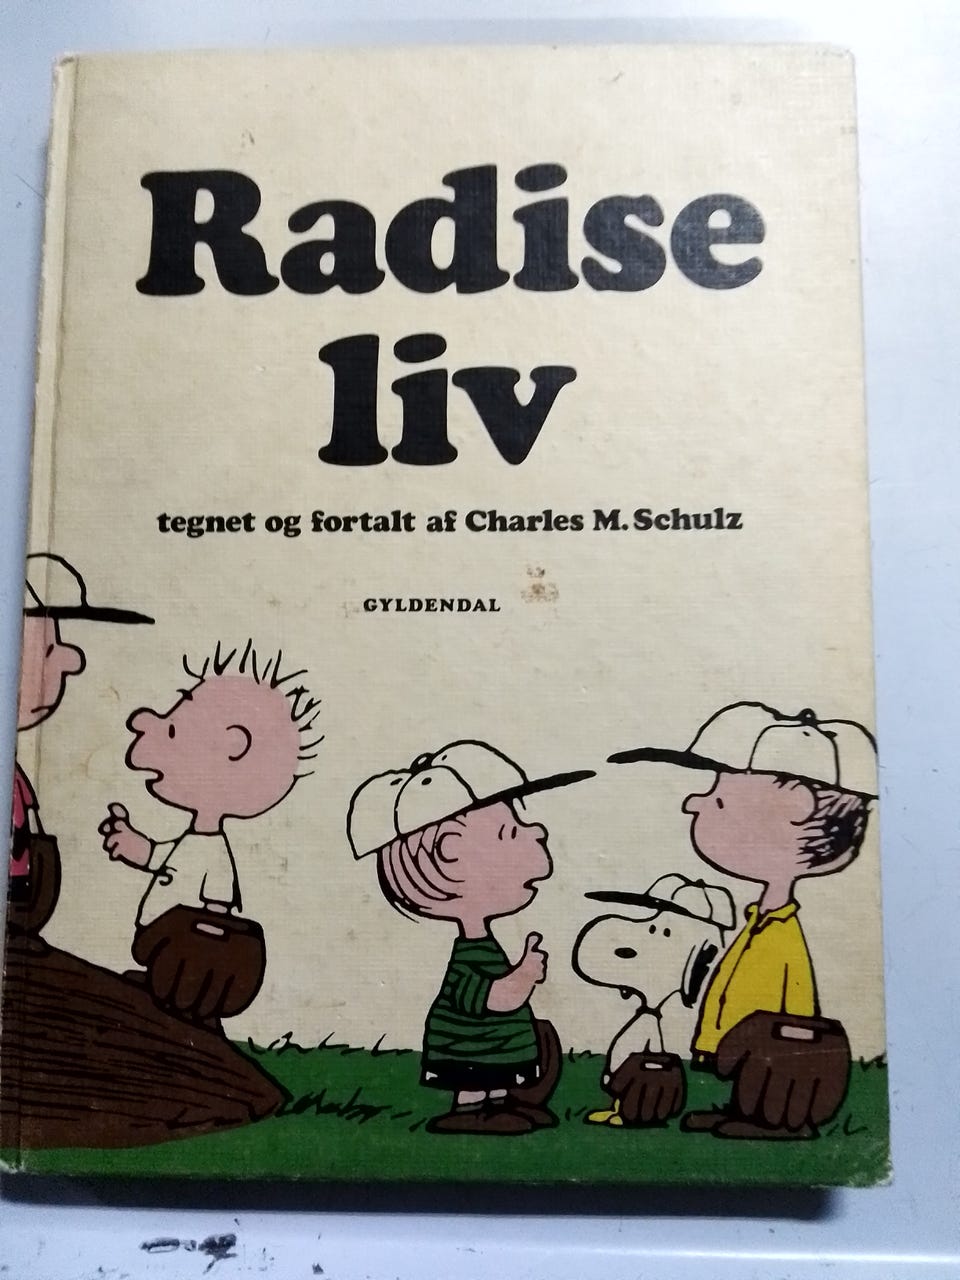 Radise
liv
tegnet og fortalt af Charles M. Schulz
GYLDENDAL